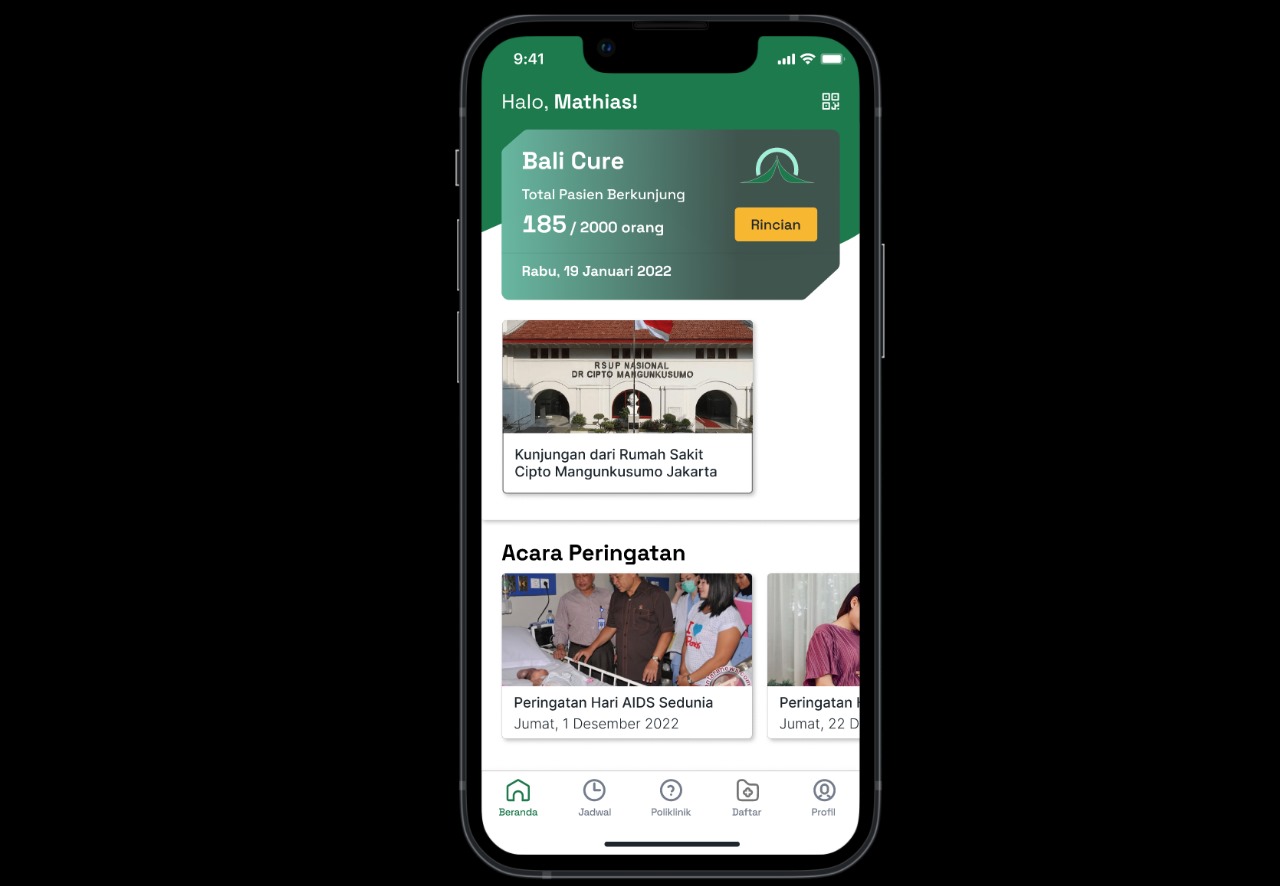 9:41
Halo, Mathias!
Bali Cure
Total Pasien Berkunjung
185 / 2000 orang
Rincian
Rabu, 19 Januari 2022
RSUP NASIONAL
DR CIPTO MANGUNKUSUMO
Kunjungan dari Rumah Sakit
Cipto Mangunkusumo Jakarta
Acara Peringatan
I
Peringatan Hari AIDS Sedunia
Jumat, 1 Desember 2022
Peringatan
Jumat, 22 D
Beranda
Jadwal
Poliklinik
Daftar
Profil